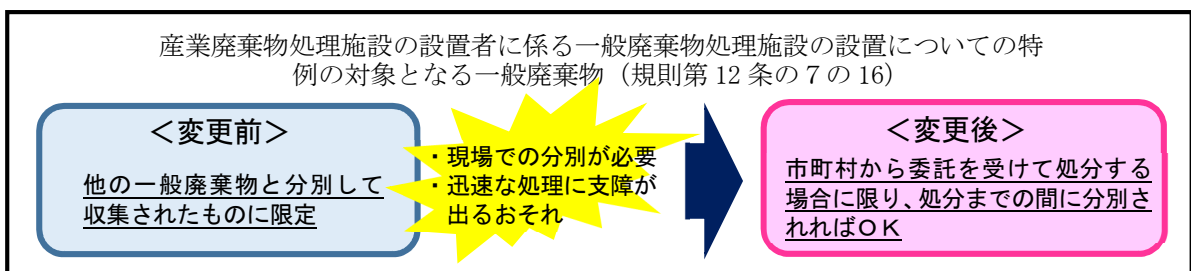 産業廃棄物処理施設の設置者に係る一般廃棄物処理施設の設置についての特
例の対象となる一般廃棄物（規則第 12 条の７の 16）
＜変更前＞
他の一般廃棄物と分別して
収集されたものに限定
・現場での分別が必要
・迅速な処理に支障が
出るおそれ
＜変更後＞
市町村から委託を受けて処分する
場合に限り、処分までの間に分別さ
れればＯＫ